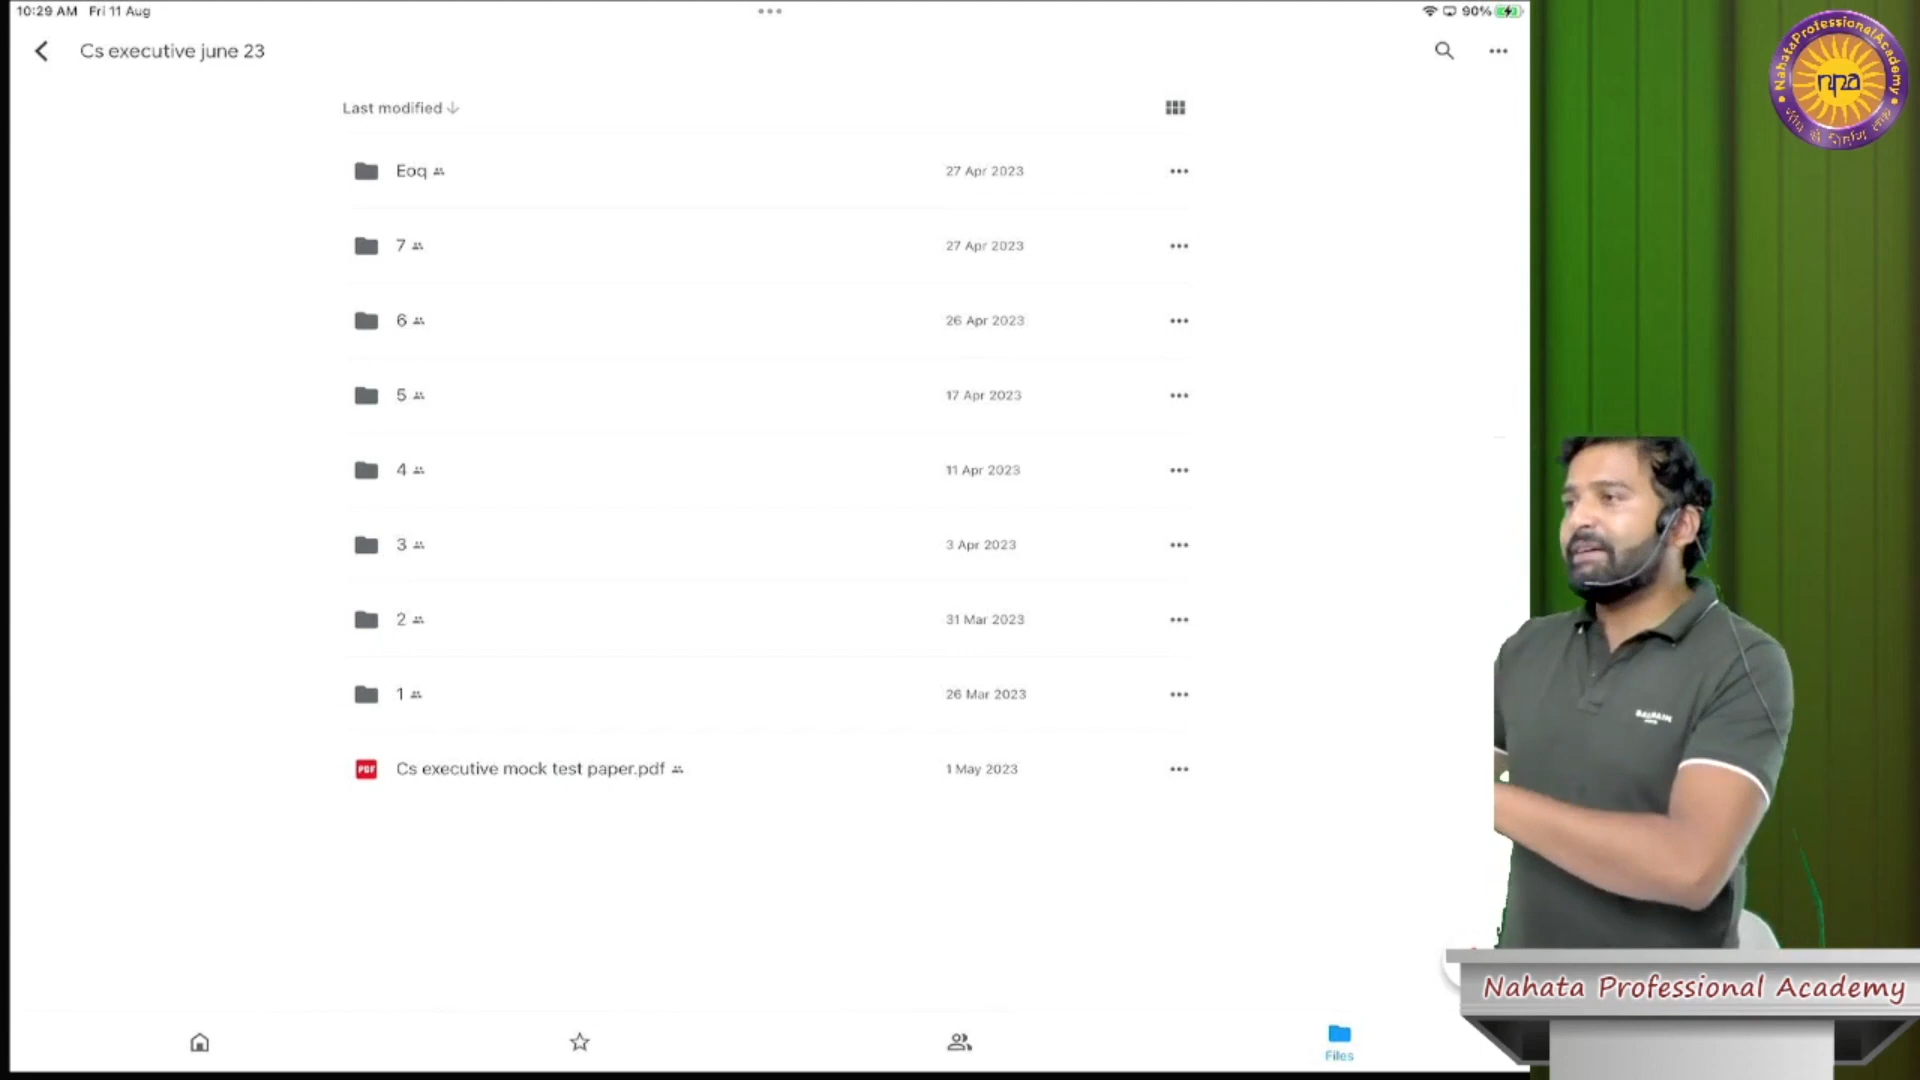 10:29 AM Fri 11 Aug
90%
Cs executive june 23
Last modified ↓
Eoq 27 Apr 2023
7 27 Apr 2023
6 26 Apr 2023
5 17 Apr 2023
4 11 Apr 2023
3 3 Apr 2023
2 31 Mar 2023
1 26 Mar 2023
PDF Cs executive mock test paper.pdf 1 May 2023
Files
NahataProfessionalAcademy
npa
BALMAIN
Nahata Professional Academy